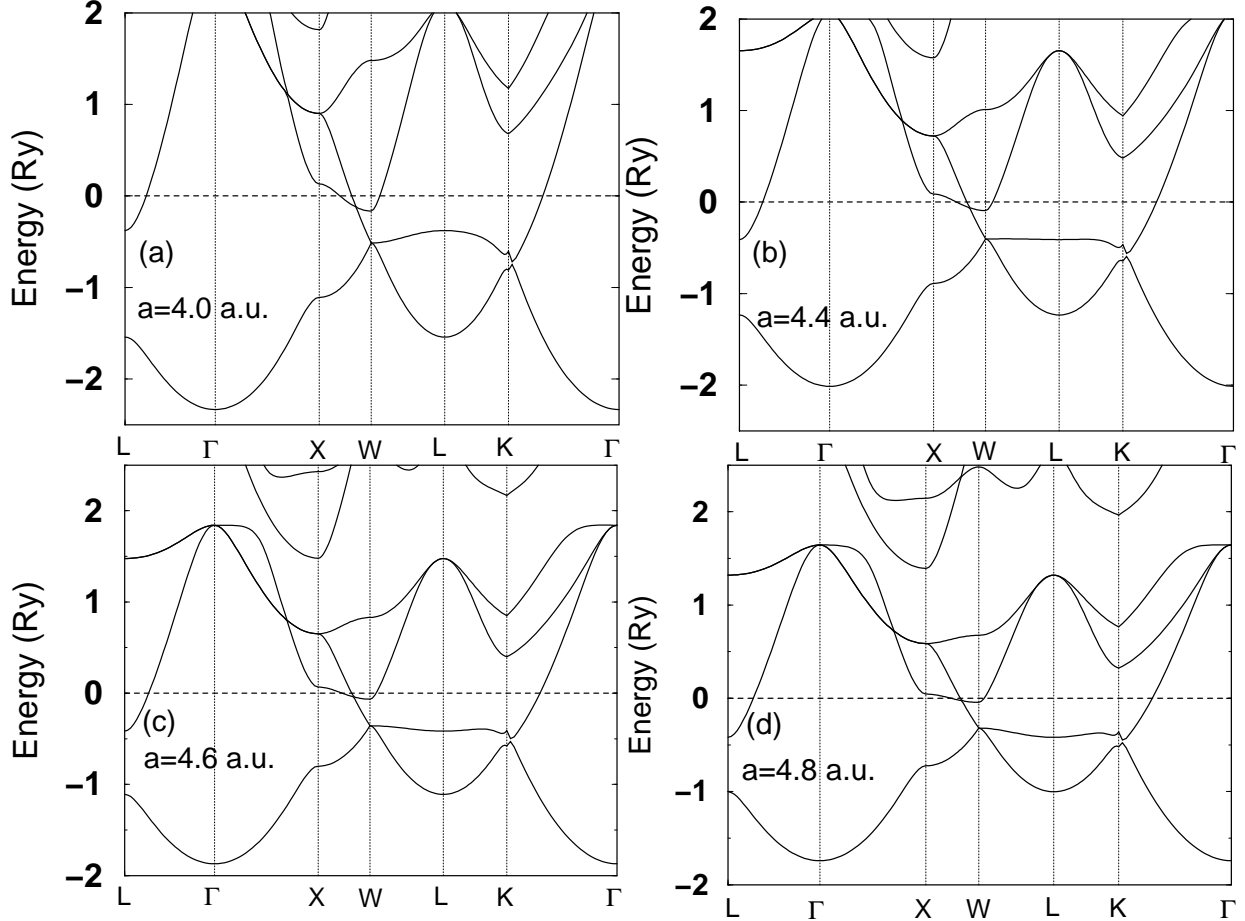 2
1
0
−1
−2
Energy (Ry)
(a)
a=4.0 a.u.
L Γ X W L K Γ
2
1
0
−1
−2
Energy (Ry)
(b)
a=4.4 a.u.
L Γ X W L K Γ
2
1
0
−1
−2
Energy (Ry)
(c)
a=4.6 a.u.
L Γ X W L K Γ
2
1
0
−1
−2
Energy (Ry)
(d)
a=4.8 a.u.
L Γ X W L K Γ